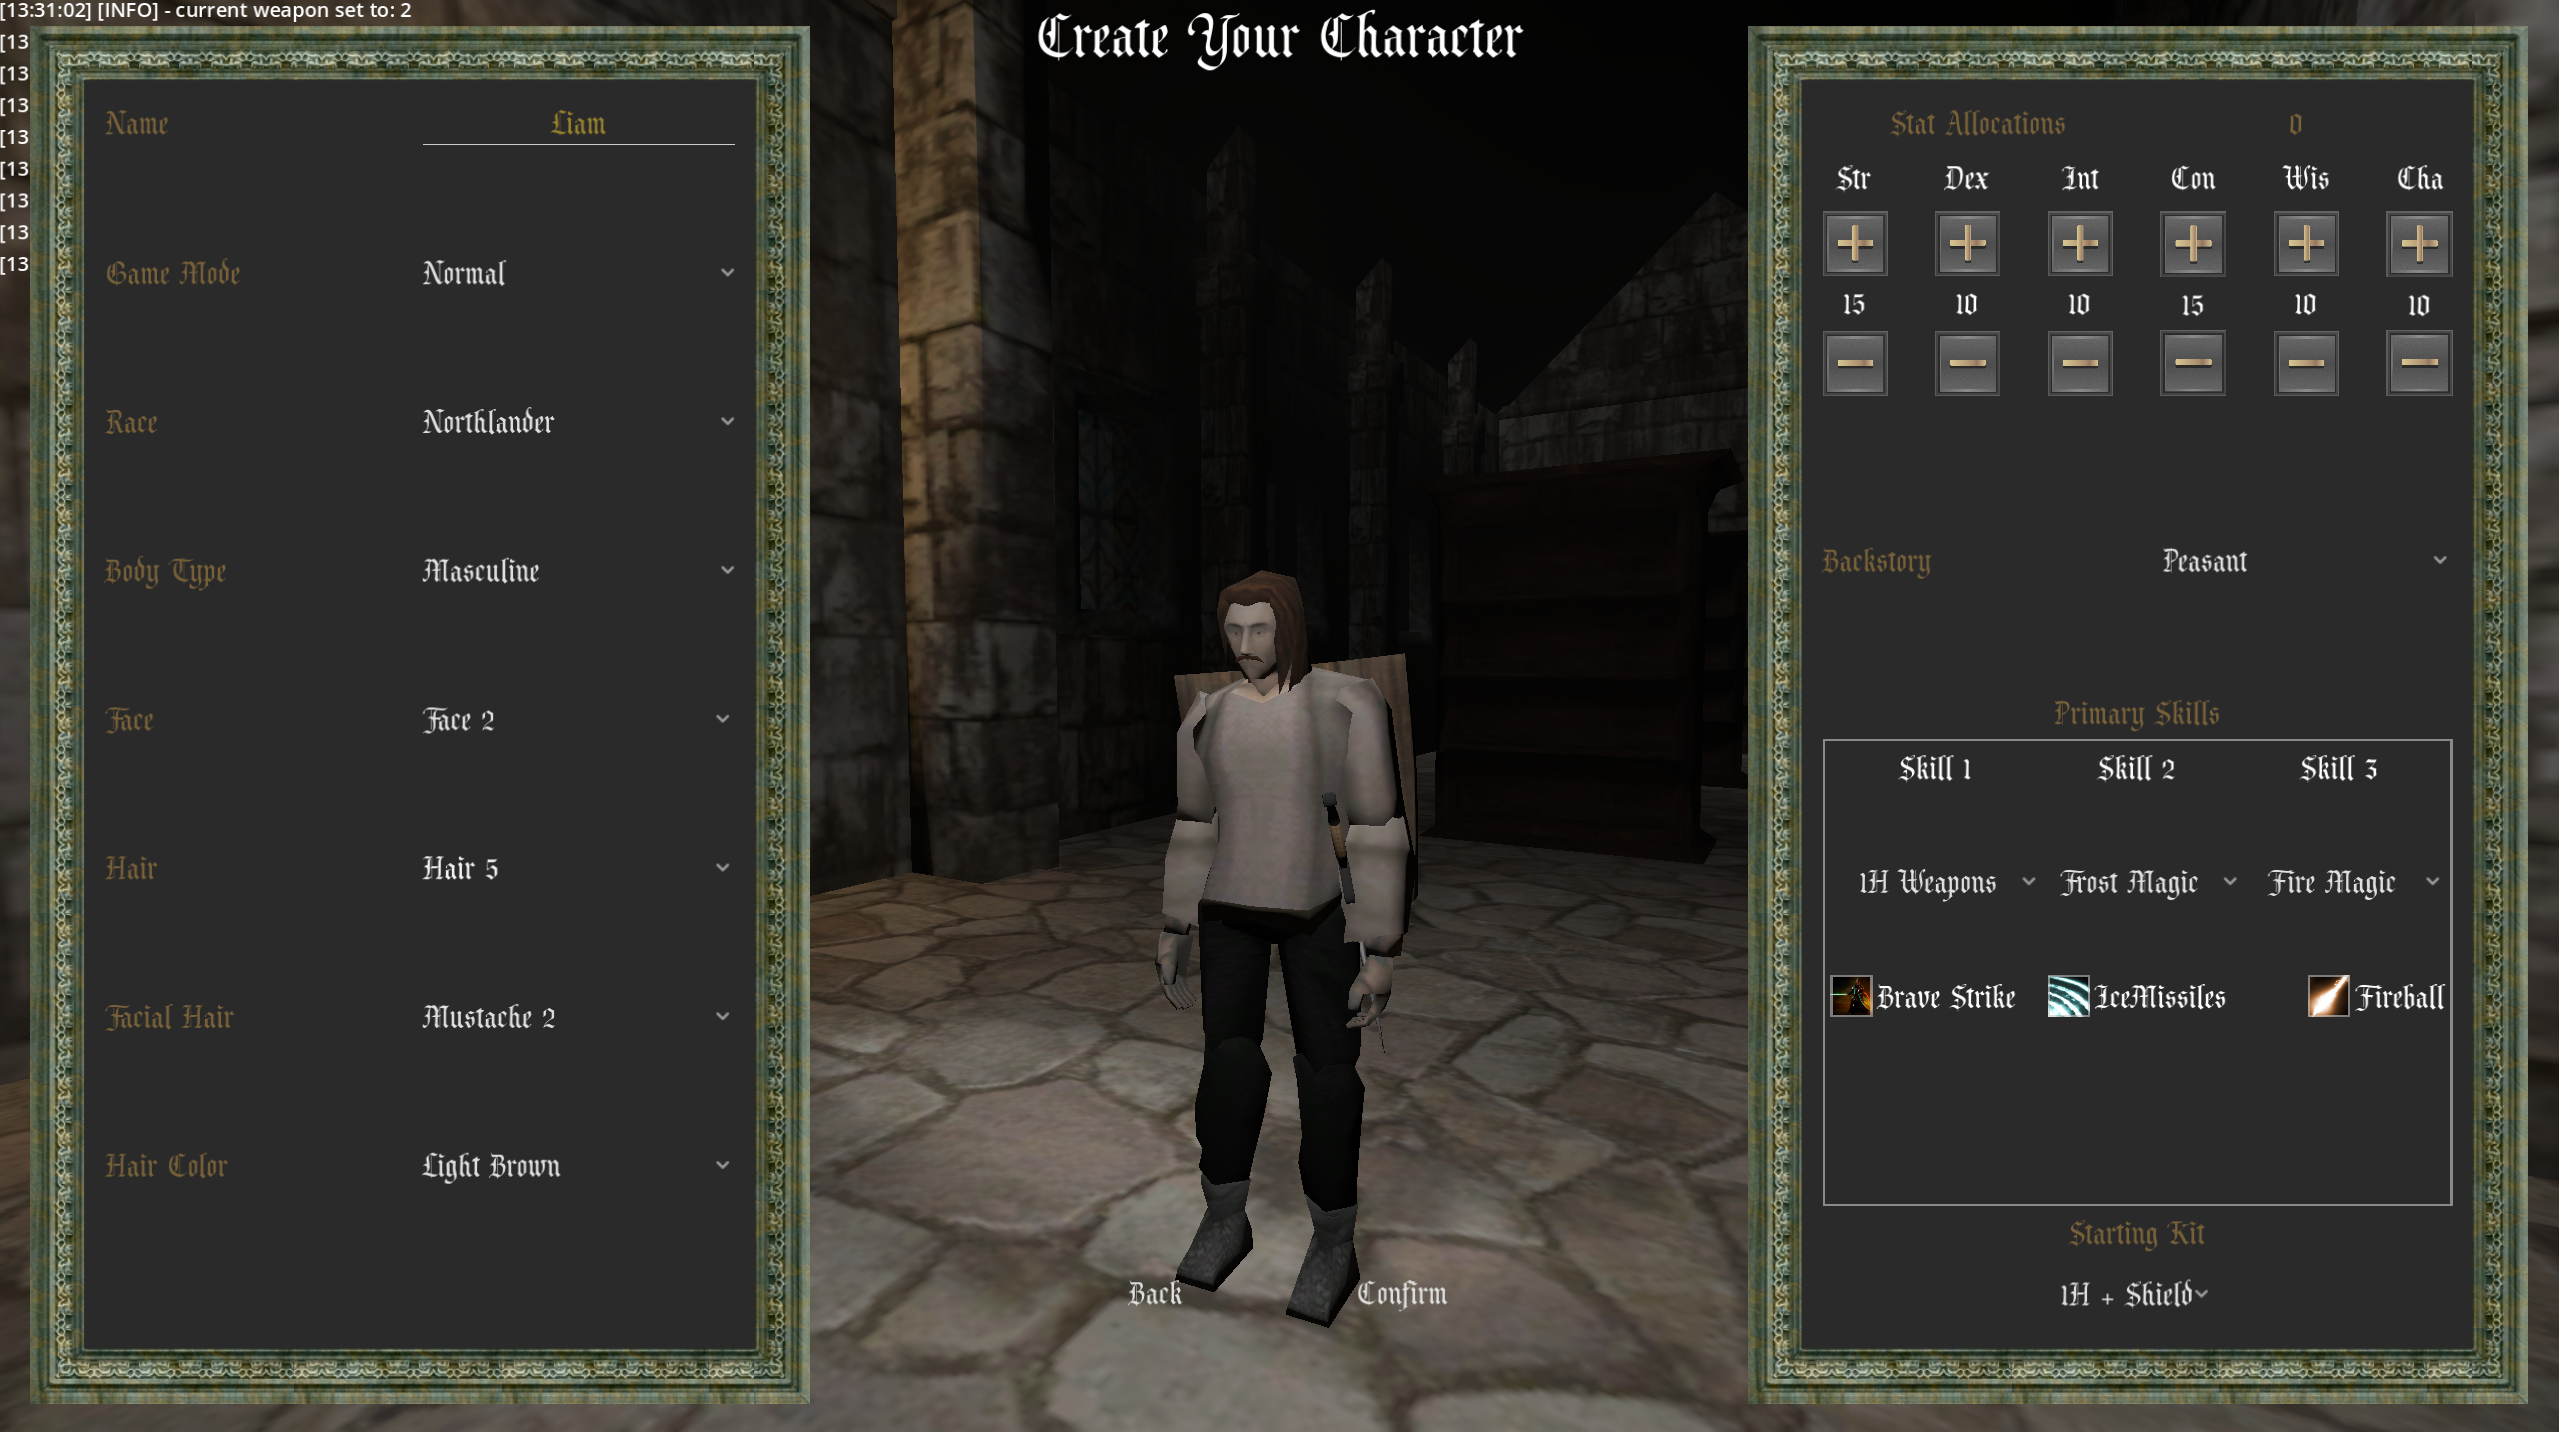 [13:31:02] [INFO] - current weapon set to: 2
[13
[13
[13
[13
[13
[13
[13
[13
Create Your Character
Name Liam
Game Mode Normal
Race Northlander
Body Type Masculine
Face Face 2
Hair Hair 5
Facial Hair Mustache 2
Hair Color Light Brown
Back Confirm
Stat Allocations 0
Str Dex Int Con Wis Cha
15 10 10 15 10 10
Backstory Peasant
Primary Skills
Skill 1 Skill 2 Skill 3
1H Weapons Frost Magic Fire Magic
Brave Strike IceMissiles Fireball
Starting Kit
1H + Shield